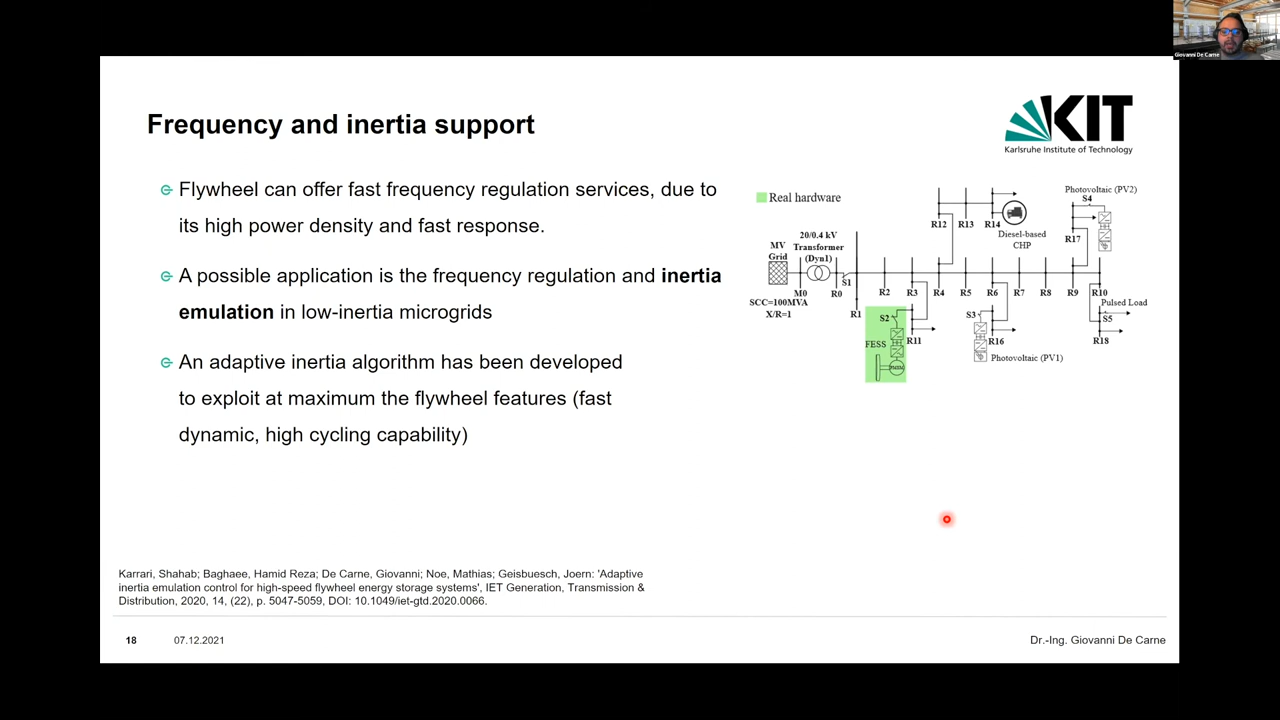 Giovanni De Carne
Frequency and inertia support
KIT
Karlsruhe Institute of Technology
Flywheel can offer fast frequency regulation services, due to
its high power density and fast response.
A possible application is the frequency regulation and inertia
emulation in low-inertia microgrids
An adaptive inertia algorithm has been developed
to exploit at maximum the flywheel features (fast
dynamic, high cycling capability)
Real hardware
Photovoltaic (PV2)
S4
R12
R13
R14
Diesel-based
CHP
R17
20/0.4 kV
Transformer
(Dyn1)
MV
Grid
M0
R0
S1
R2
R3
R4
R5
R6
R7
R8
R9
R10
SCC=100MVA
X/R=1
R1
S2
FESS
R11
S3
R16
Photovoltaic (PV1)
Pulsed Load
S5
R18
Karrari, Shahab; Baghaee, Hamid Reza; De Carne, Giovanni; Noe, Mathias; Geisbuesch, Joern: 'Adaptive
inertia emulation control for high-speed flywheel energy storage systems', IET Generation, Transmission &
Distribution, 2020, 14, (22), p. 5047-5059, DOI: 10.1049/iet-gtd.2020.0066.
18
07.12.2021
Dr.-Ing. Giovanni De Carne